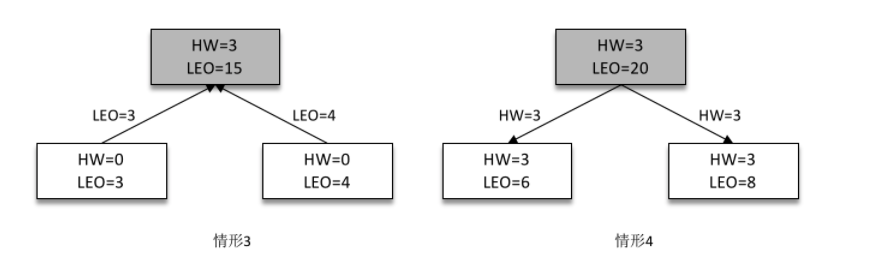 HW=3
LEO=15
LEO=3
LEO=4
HW=0
LEO=3
HW=0
LEO=4
情形3
HW=3
LEO=20
HW=3
HW=3
HW=3
LEO=6
HW=3
LEO=8
情形4